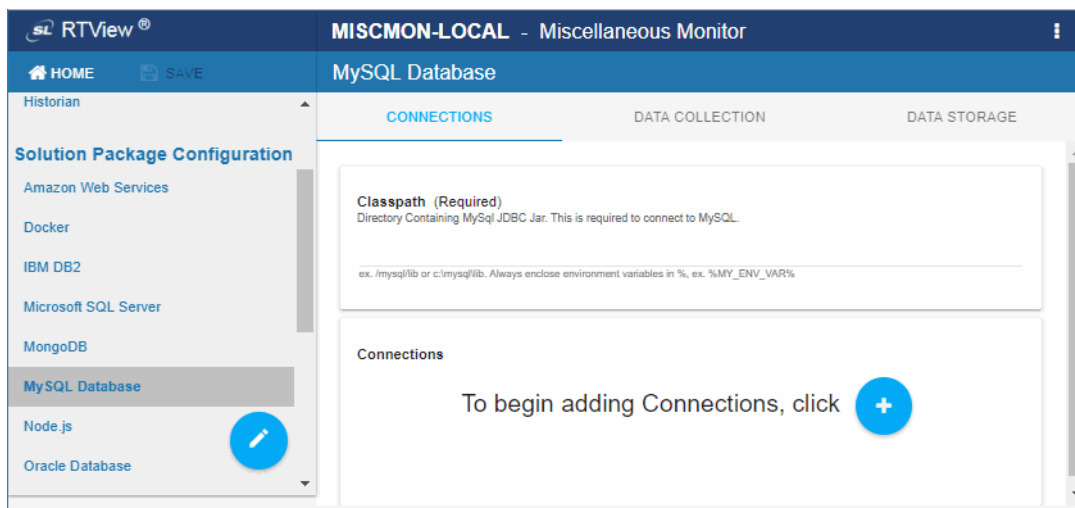 SL RTView ®
MISCMON-LOCAL - Miscellaneous Monitor
HOME
SAVE
MySQL Database
Historian
Solution Package Configuration
Amazon Web Services
Docker
IBM DB2
Microsoft SQL Server
MongoDB
MySQL Database
Node.js
Oracle Database
CONNECTIONS
DATA COLLECTION
DATA STORAGE
Classpath (Required)
Directory Containing MySql JDBC Jar. This is required to connect to MySQL.
ex. /mysql/lib or c:\mysql\lib. Always enclose environment variables in %, ex. %MY_ENV_VAR%
Connections
To begin adding Connections, click